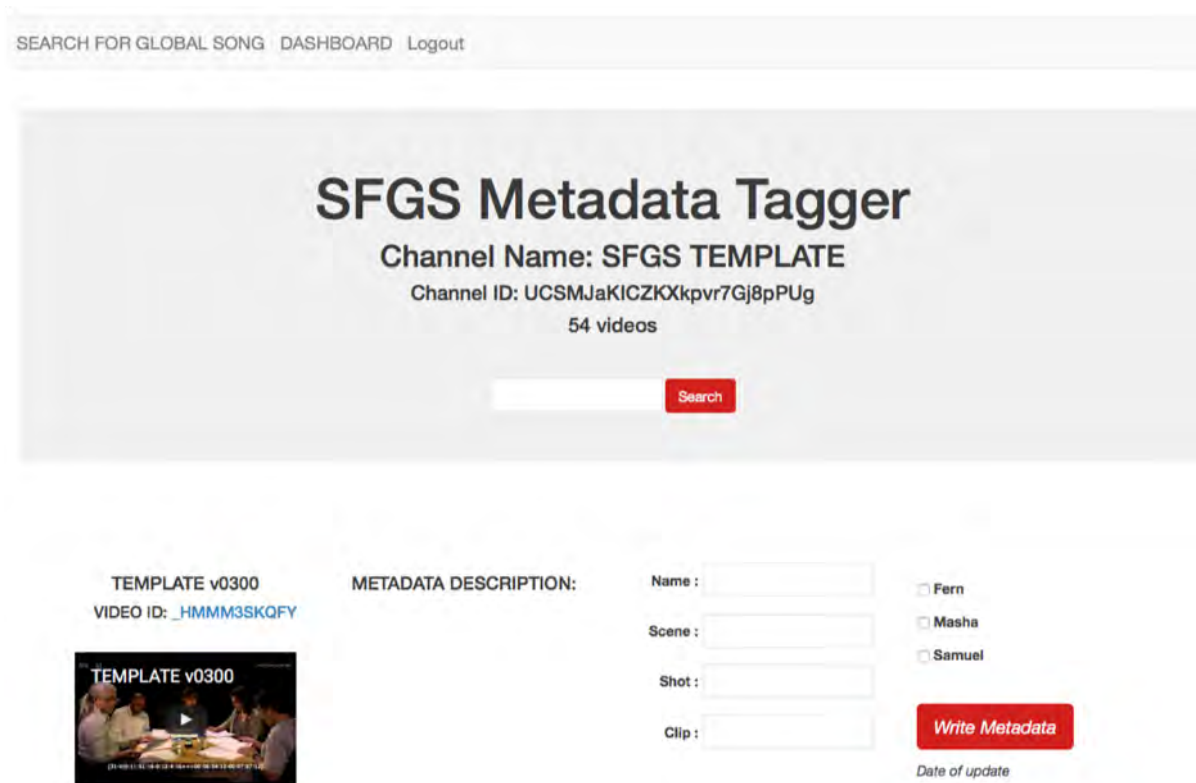 SEARCH FOR GLOBAL SONG DASHBOARD Logout
SFGS Metadata Tagger
Channel Name: SFGS TEMPLATE
Channel ID: UCSMJaKICZKXkpvr7Gj8pPUg
54 videos
Search
TEMPLATE v0300
VIDEO ID: _HMMM3SKQFY
TEMPLATE v0300
METADATA DESCRIPTION:
Name :
Scene :
Shot :
Clip :
Fern
Masha
Samuel
Write Metadata
Date of update